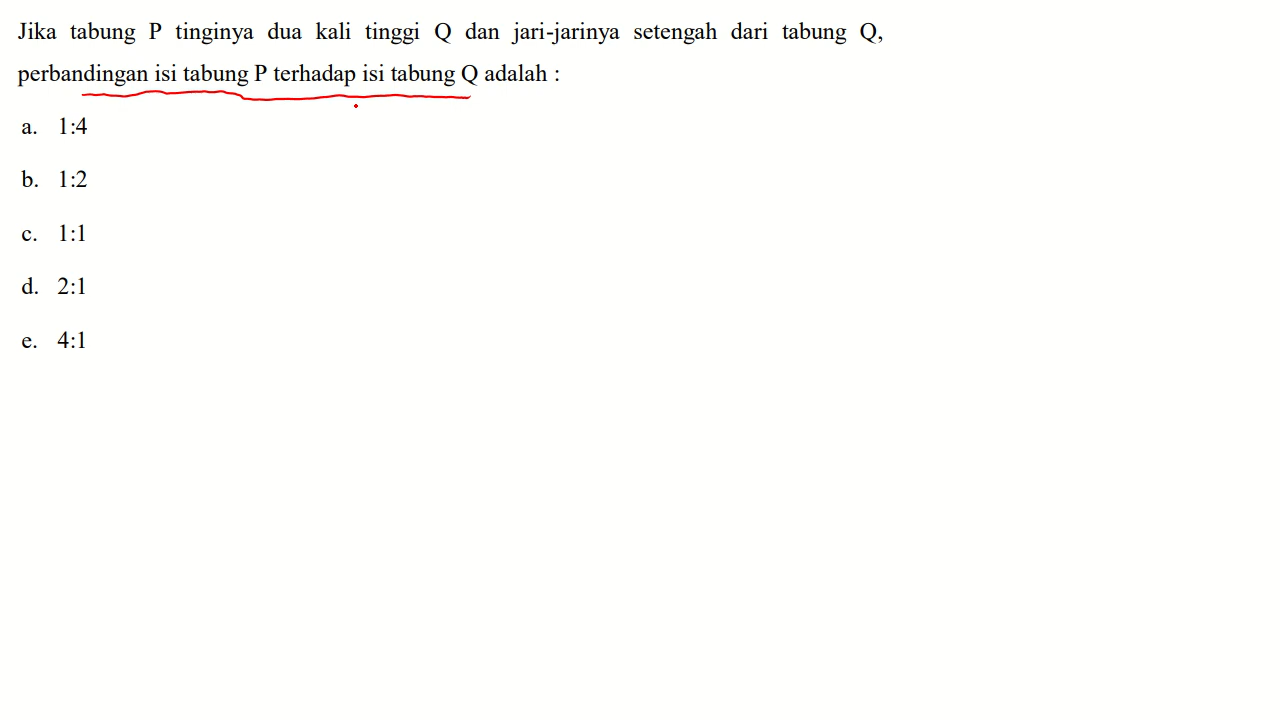 Jika tabung P tinginya dua kali tinggi Q dan jari-jarinya setengah dari tabung Q,
perbandingan isi tabung P terhadap isi tabung Q adalah :
a. 1:4
b. 1:2
c. 1:1
d. 2:1
e. 4:1